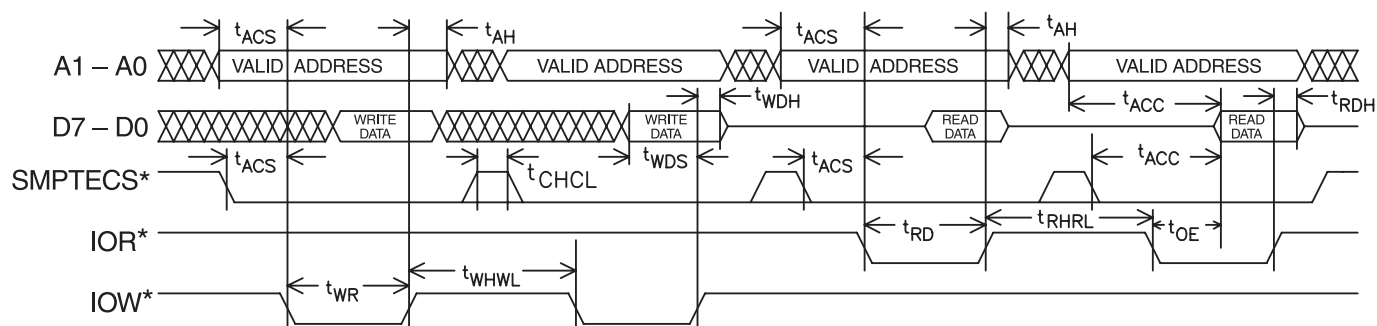 tACS tAH tACS tAH
A1 – A0 VALID ADDRESS VALID ADDRESS VALID ADDRESS VALID ADDRESS
tWDH tACC tRDH
D7 – D0 WRITE DATA WRITE DATA READ DATA READ DATA
tACS tWDS tACS tACC
SMPTECS* tCHCL
IOR* tRD tRHRL tOE
IOW* tWR tWHWL